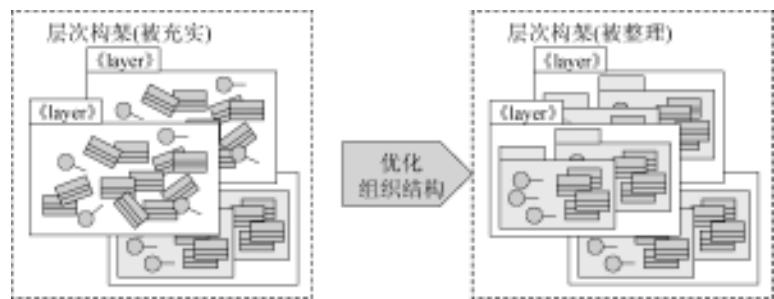 层次构架(被充实)
《layer》
《layer》
优化
组织结构
层次构架(被整理)
《layer》
《layer》